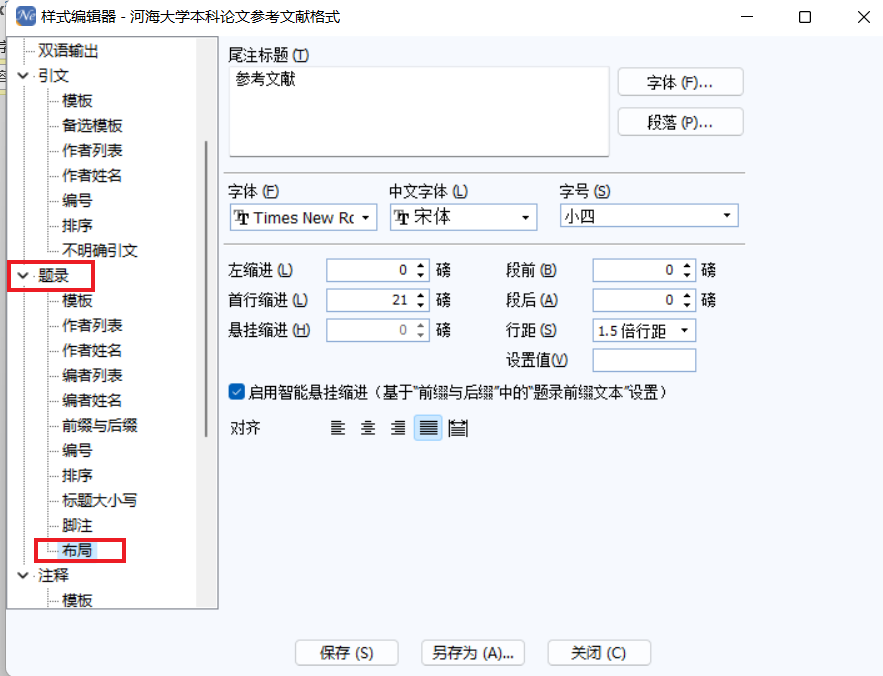 样式编辑器 - 河海大学本科论文参考文献格式
双语输出
引文
模板
备选模板
作者列表
作者姓名
编号
排序
不明确引文
题录
模板
作者列表
作者姓名
编者列表
编者姓名
前缀与后缀
编号
排序
标题大小写
脚注
布局
注释
模板
尾注标题 (T)
参考文献
字体 (F)...
段落 (P)...
字体 (F) 中文字体 (L) 字号 (S)
Times New Rc 宋体 小四
左缩进 (L) 0 磅 段前 (B) 0 磅
首行缩进 (L) 21 磅 段后 (A) 0 磅
悬挂缩进 (H) 0 磅 行距 (S) 1.5 倍行距
设置值(V)
启用智能悬挂缩进（基于“前缀与后缀”中的“题录前缀文本”设置）
对齐
保存 (S) 另存为 (A)... 关闭 (C)